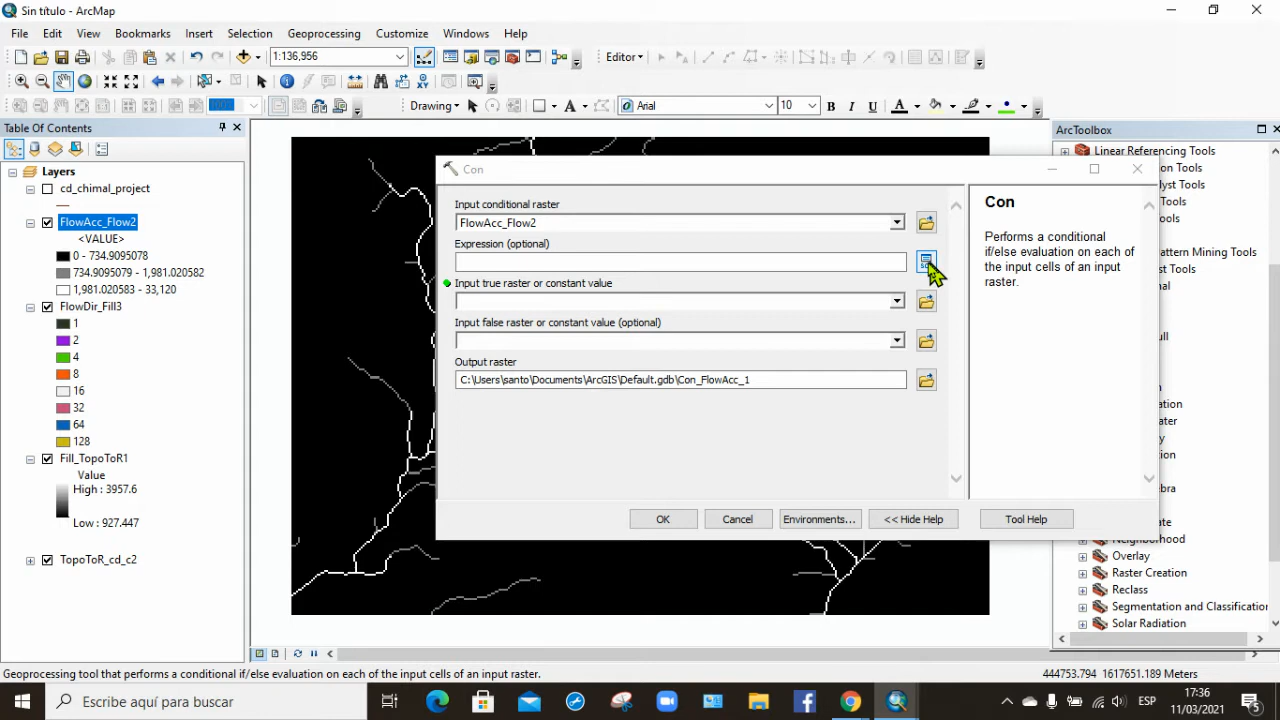 Sin título - ArcMap
File Edit View Bookmarks Insert Selection Geoprocessing Customize Windows Help
1:136,956
Editor
Drawing
Arial
10
B I U A
Table Of Contents
Layers
cd_chimal_project
FlowAcc_Flow2
<VALUE>
0 - 734.9095078
734.9095079 - 1,981.020582
1,981.020583 - 33,120
FlowDir_Fill3
1
2
4
8
16
32
64
128
Fill_TopoToR1
Value
High : 3957.6
Low : 927.447
TopoToR_cd_c2
Con
Input conditional raster
FlowAcc_Flow2
Expression (optional)
Input true raster or constant value
Input false raster or constant value (optional)
Output raster
C:\Users\santo\Documents\ArcGIS\Default.gdb\Con_FlowAcc_1
OK
Cancel
Environments...
<< Hide Help
Tool Help
Con
Performs a conditional
if/else evaluation on each of
the input cells of an input
raster.
ArcToolbox
Linear Referencing Tools
Tools
Neighborhood
Overlay
Raster Creation
Reclass
Segmentation and Classification
Solar Radiation
Geoprocessing tool that performs a conditional if/else evaluation on each of the input cells of an input raster.
444753.794 1617651.189 Meters
Escribe aquí para buscar
ESP
17:36
11/03/2021
5